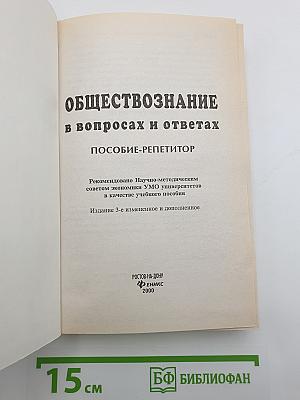 ОБЩЕСТВОЗНАНИЕ
в вопросах и ответах
ПОСОБИЕ-РЕПЕТИТОР
Рекомендовано Научно-методическим
советом экономики УМО университетов
в качестве учебного пособия
Издание 3-е измененное и дополненное
РОСТОВ-НА-ДОНУ
ФЕНИКС
2000
15 см
БФ БИБЛИОФАН